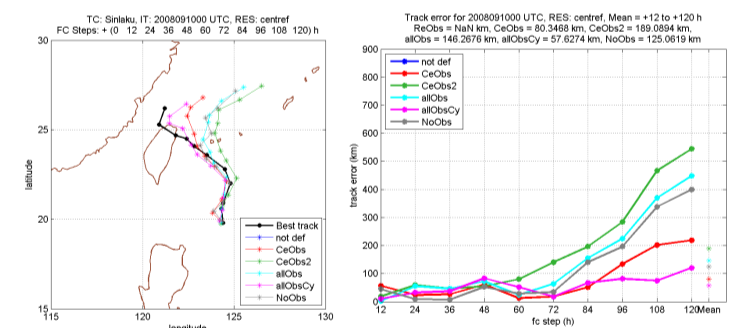 TC: Sinlaku, IT: 2008091000 UTC, RES: centref
FC Steps: + (0 12 24 36 48 60 72 84 96 108 120) h
30
25
20
15
latitude
115
120
125
130
longitude
Best track
not def
CeObs
CeObs2
allObs
allObsCy
NoObs
Track error for 2008091000 UTC, RES: centref, Mean = +12 to +120 h
ReObs = NaN km, CeObs = 80.3468 km, CeObs2 = 189.0894 km,
allObs = 146.2676 km, allObsCy = 57.6274 km, NoObs = 125.0619 km
900
800
700
600
500
400
300
200
100
0
track error (km)
not def
CeObs
CeObs2
allObs
allObsCy
NoObs
12 24 36 48 60 72 84 96 108 120 Mean
fc step (h)